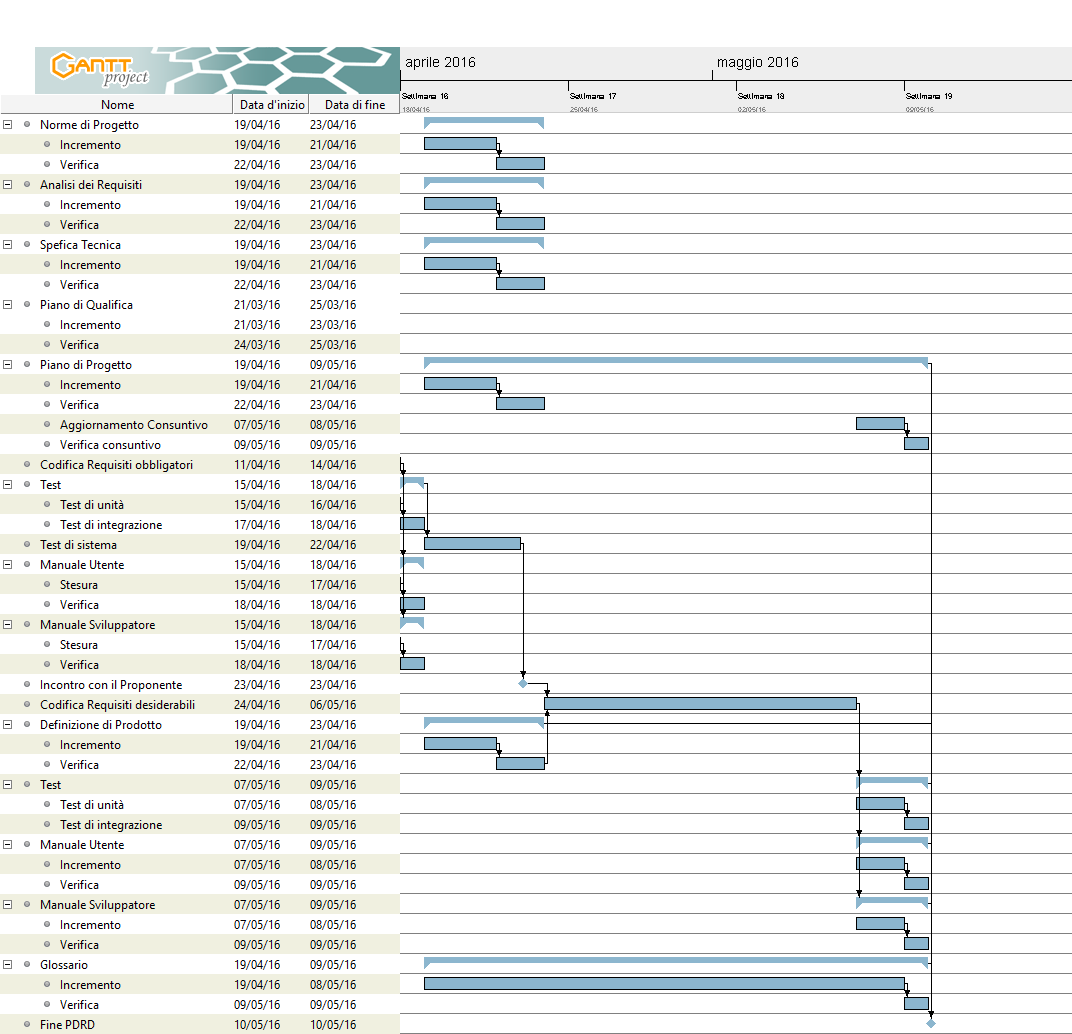 GANTT
project
aprile 2016 maggio 2016
Settimana 16 Settimana 17 Settimana 18 Settimana 19
18/04/16 25/04/16 02/05/16 09/05/16
Nome Data d'inizio Data di fine
Norme di Progetto 19/04/16 23/04/16
Incremento 19/04/16 21/04/16
Verifica 22/04/16 23/04/16
Analisi dei Requisiti 19/04/16 23/04/16
Incremento 19/04/16 21/04/16
Verifica 22/04/16 23/04/16
Spefica Tecnica 19/04/16 23/04/16
Incremento 19/04/16 21/04/16
Verifica 22/04/16 23/04/16
Piano di Qualifica 21/03/16 25/03/16
Incremento 21/03/16 23/03/16
Verifica 24/03/16 25/03/16
Piano di Progetto 19/04/16 09/05/16
Incremento 19/04/16 21/04/16
Verifica 22/04/16 23/04/16
Aggiornamento Consuntivo 07/05/16 08/05/16
Verifica consuntivo 09/05/16 09/05/16
Codifica Requisiti obbligatori 11/04/16 14/04/16
Test 15/04/16 18/04/16
Test di unità 15/04/16 16/04/16
Test di integrazione 17/04/16 18/04/16
Test di sistema 19/04/16 22/04/16
Manuale Utente 15/04/16 18/04/16
Stesura 15/04/16 17/04/16
Verifica 18/04/16 18/04/16
Manuale Sviluppatore 15/04/16 18/04/16
Stesura 15/04/16 17/04/16
Verifica 18/04/16 18/04/16
Incontro con il Proponente 23/04/16 23/04/16
Codifica Requisiti desiderabili 24/04/16 06/05/16
Definizione di Prodotto 19/04/16 23/04/16
Incremento 19/04/16 21/04/16
Verifica 22/04/16 23/04/16
Test 07/05/16 09/05/16
Test di unità 07/05/16 08/05/16
Test di integrazione 09/05/16 09/05/16
Manuale Utente 07/05/16 09/05/16
Incremento 07/05/16 08/05/16
Verifica 09/05/16 09/05/16
Manuale Sviluppatore 07/05/16 09/05/16
Incremento 07/05/16 08/05/16
Verifica 09/05/16 09/05/16
Glossario 19/04/16 09/05/16
Incremento 19/04/16 08/05/16
Verifica 09/05/16 09/05/16
Fine PDRD 10/05/16 10/05/16